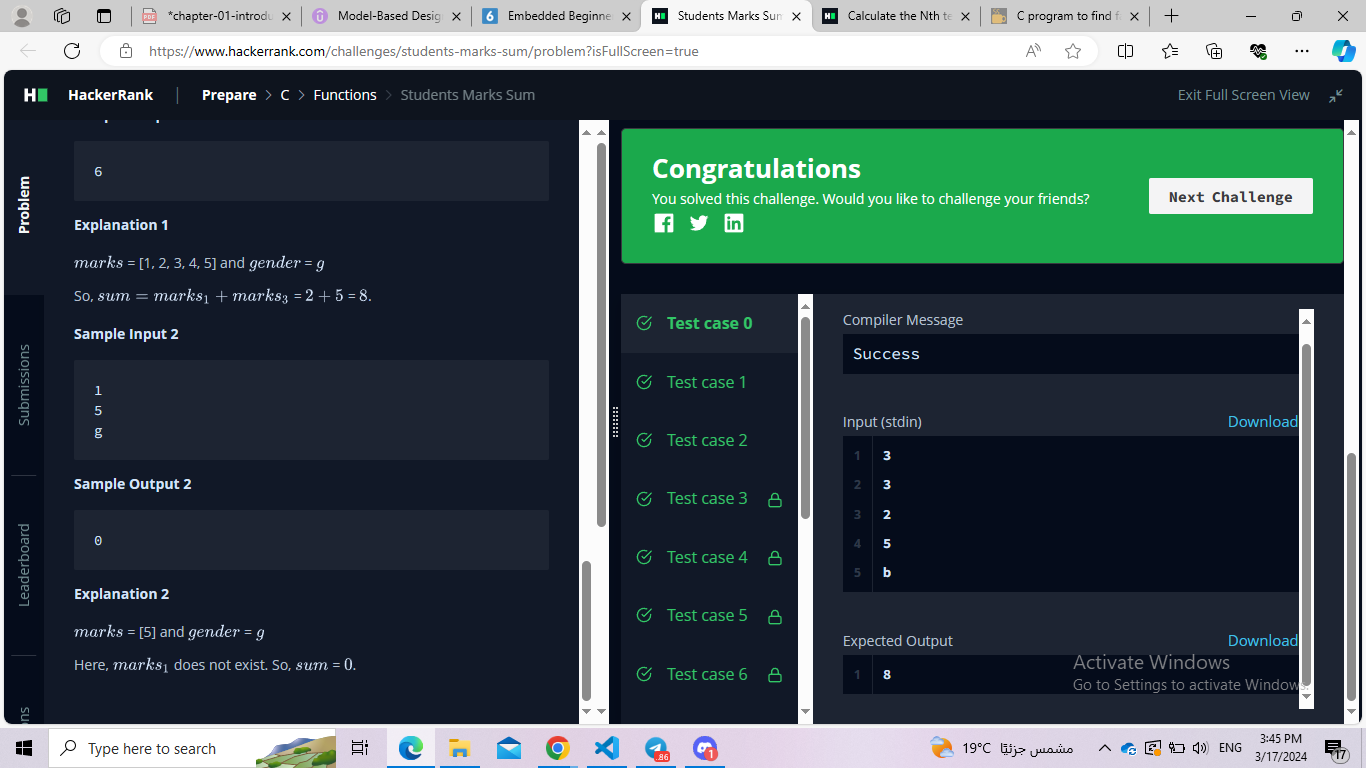 *chapter-01-introdu
Model-Based Desig
Embedded Beginne
Students Marks Sum
Calculate the Nth te
C program to find f
https://www.hackerrank.com/challenges/students-marks-sum/problem?isFullScreen=true
HackerRank | Prepare > C > Functions > Students Marks Sum
Exit Full Screen View
Problem
Submissions
Leaderboard
6
Explanation 1
marks = [1, 2, 3, 4, 5] and gender = g
So, sum = marks₁ + marks₃ = 2 + 5 = 8.
Sample Input 2
1
5
g
Sample Output 2
0
Explanation 2
marks = [5] and gender = g
Here, marks₁ does not exist. So, sum = 0.
Congratulations
You solved this challenge. Would you like to challenge your friends?
Next Challenge
Test case 0
Test case 1
Test case 2
Test case 3
Test case 4
Test case 5
Test case 6
Compiler Message
Success
Input (stdin)
Download
1 3
2 3
3 2
4 5
5 b
Expected Output
Download
1 8
Activate Windows
Go to Settings to activate Windows.
Type here to search
.86
1
19°C مشمس جزئيًا
ENG
3:45 PM
3/17/2024
17